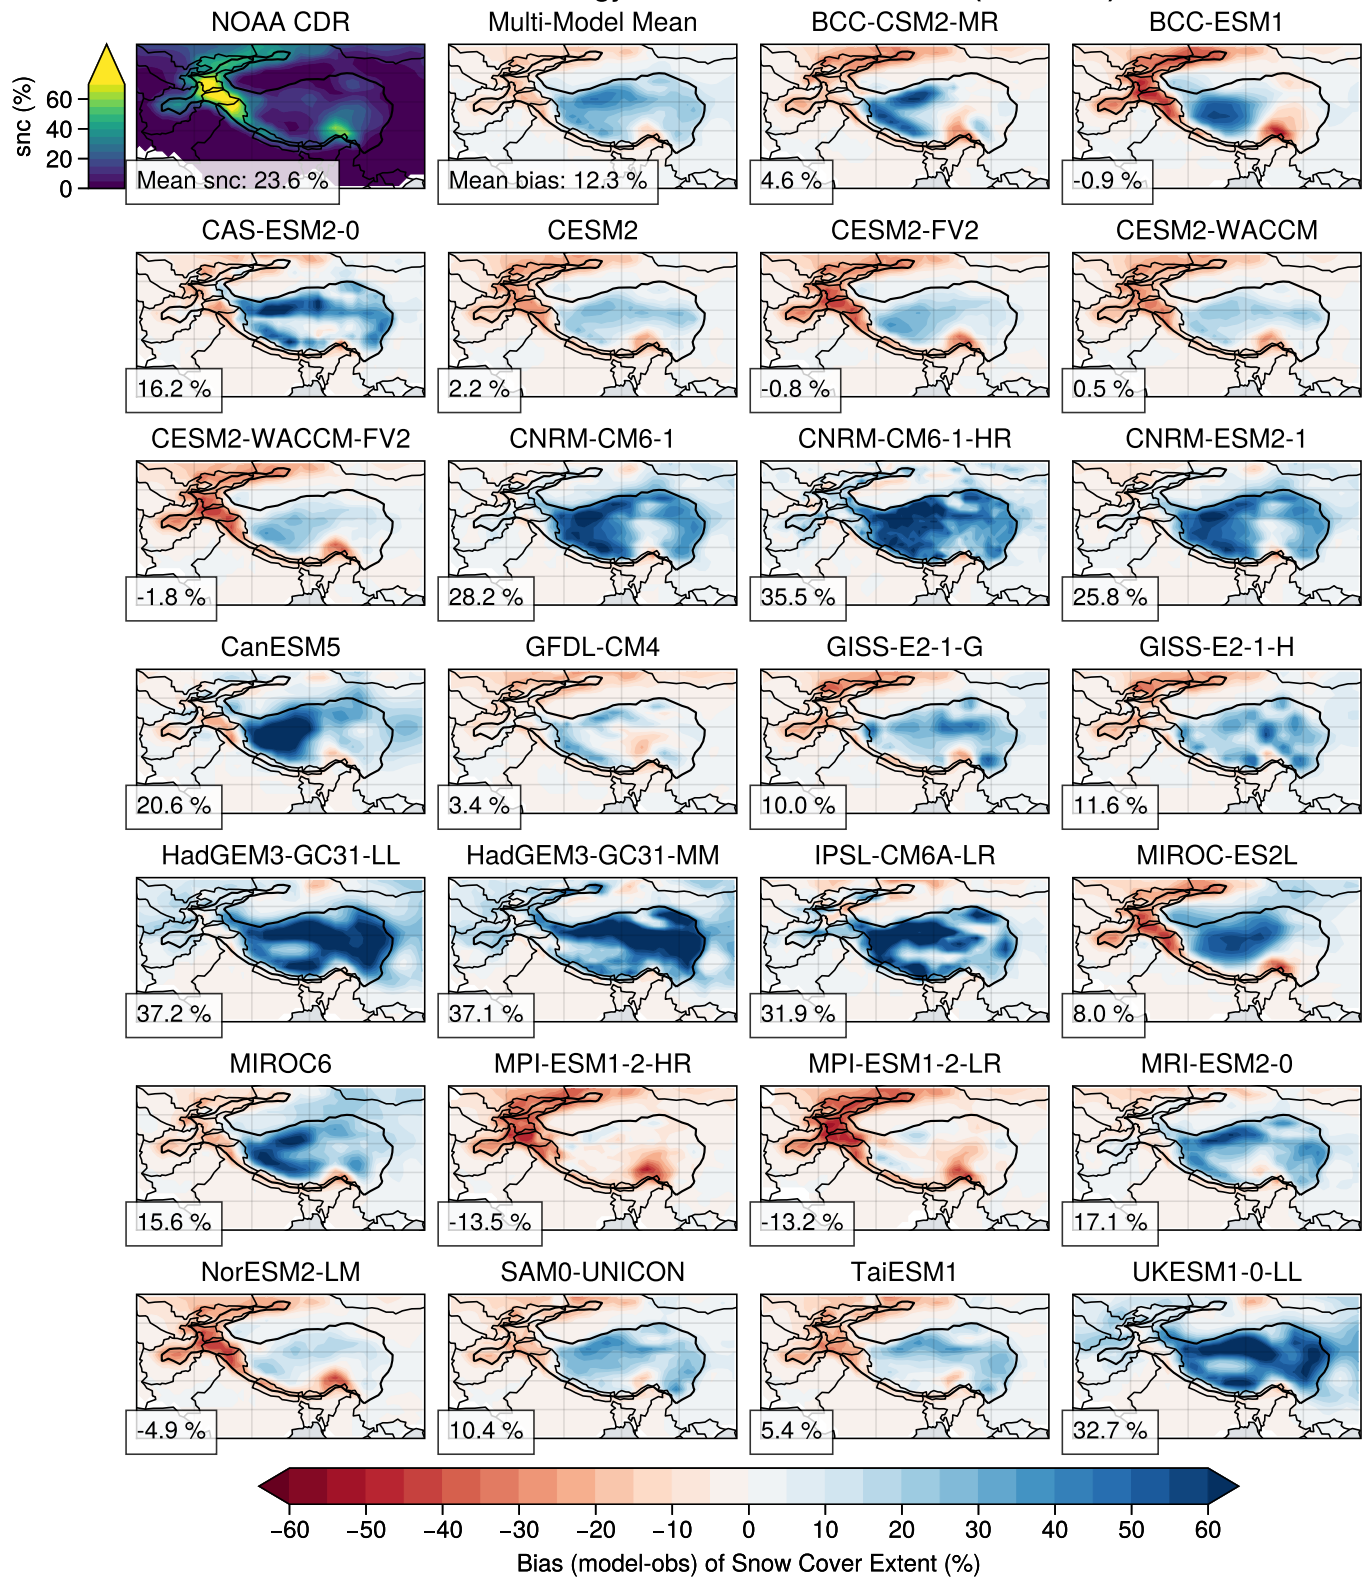 NOAA CDR
Multi-Model Mean
BCC-CSM2-MR
BCC-ESM1
snc (%)
60
40
20
0
Mean snc: 23.6 %
Mean bias: 12.3 %
4.6 %
-0.9 %
CAS-ESM2-0
CESM2
CESM2-FV2
CESM2-WACCM
16.2 %
2.2 %
-0.8 %
0.5 %
CESM2-WACCM-FV2
CNRM-CM6-1
CNRM-CM6-1-HR
CNRM-ESM2-1
-1.8 %
28.2 %
35.5 %
25.8 %
CanESM5
GFDL-CM4
GISS-E2-1-G
GISS-E2-1-H
20.6 %
3.4 %
10.0 %
11.6 %
HadGEM3-GC31-LL
HadGEM3-GC31-MM
IPSL-CM6A-LR
MIROC-ES2L
37.2 %
37.1 %
31.9 %
8.0 %
MIROC6
MPI-ESM1-2-HR
MPI-ESM1-2-LR
MRI-ESM2-0
15.6 %
-13.5 %
-13.2 %
17.1 %
NorESM2-LM
SAM0-UNICON
TaiESM1
UKESM1-0-LL
-4.9 %
10.4 %
5.4 %
32.7 %
−60 −50 −40 −30 −20 −10 0 10 20 30 40 50 60
Bias (model-obs) of Snow Cover Extent (%)